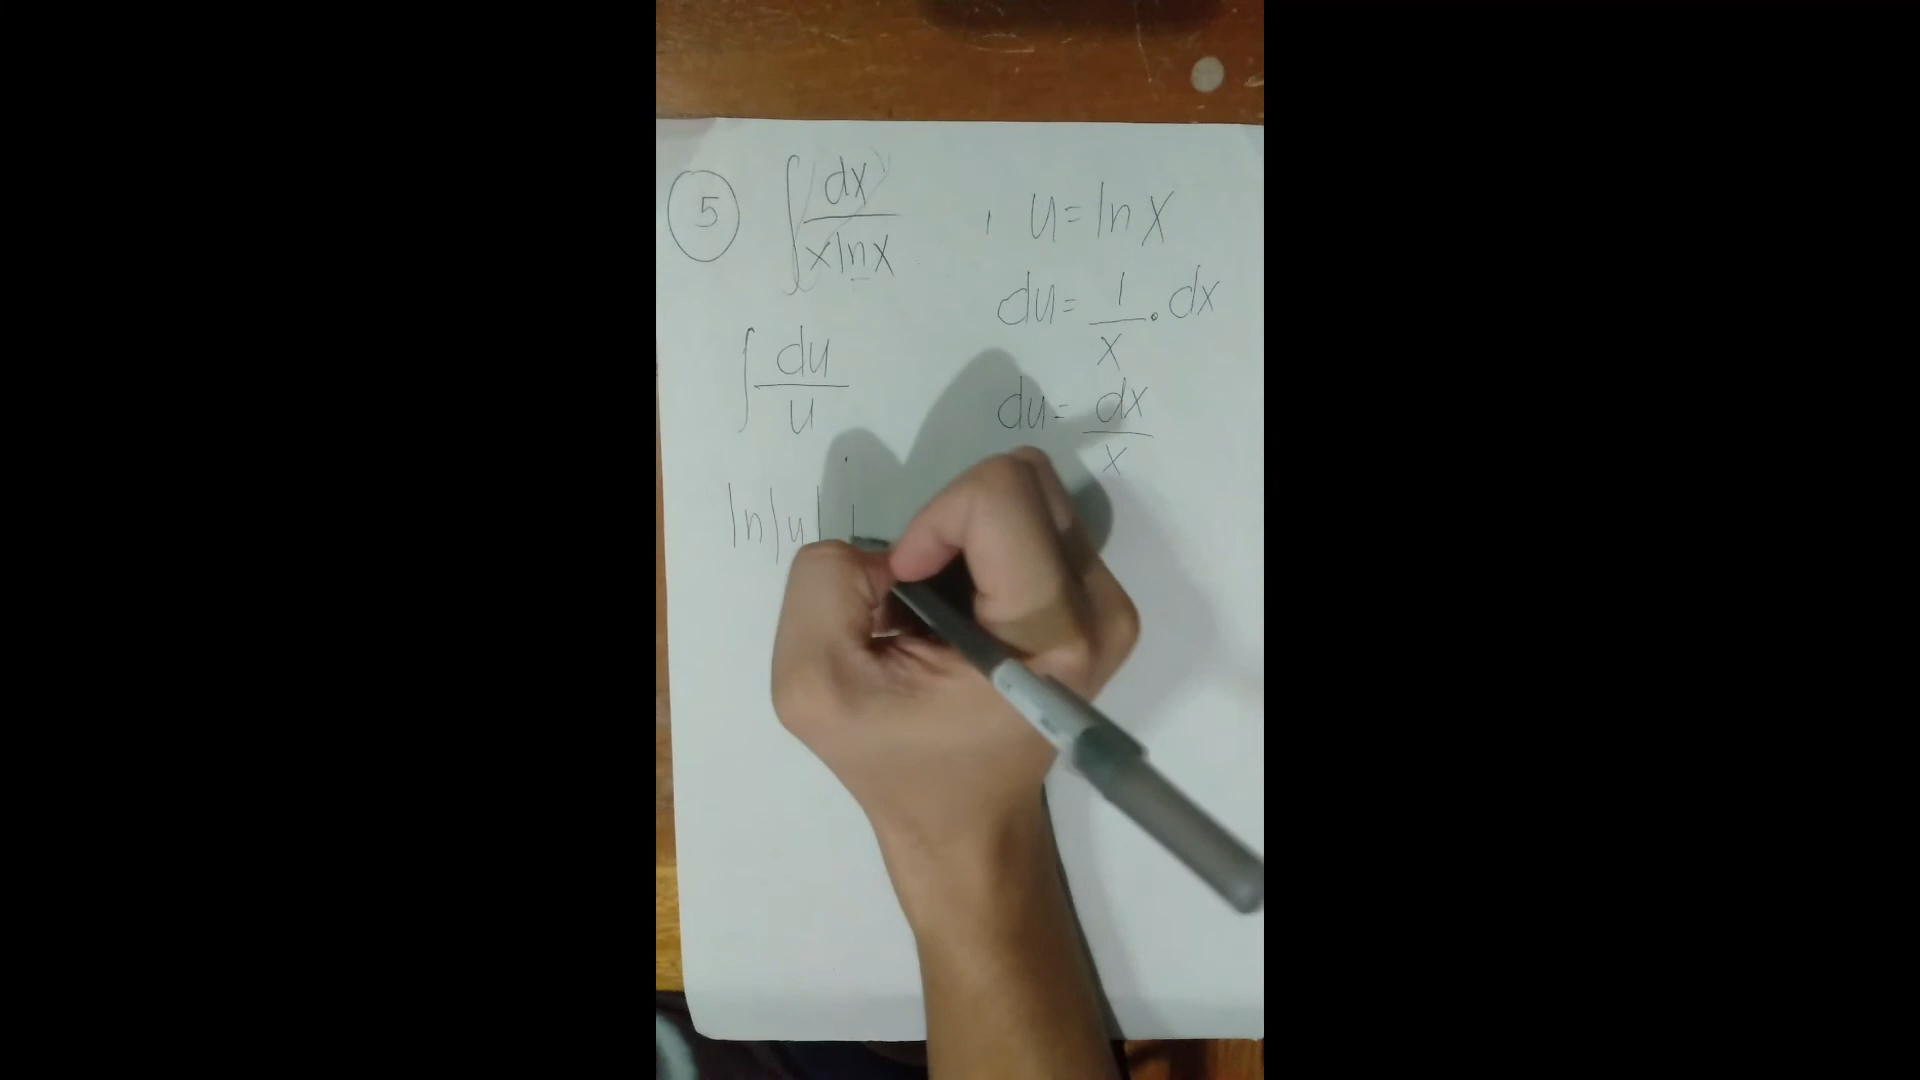 5 ∫ dx / x ln x , u = ln x
du = 1/x · dx
∫ du / u
du = dx / x
ln|u|